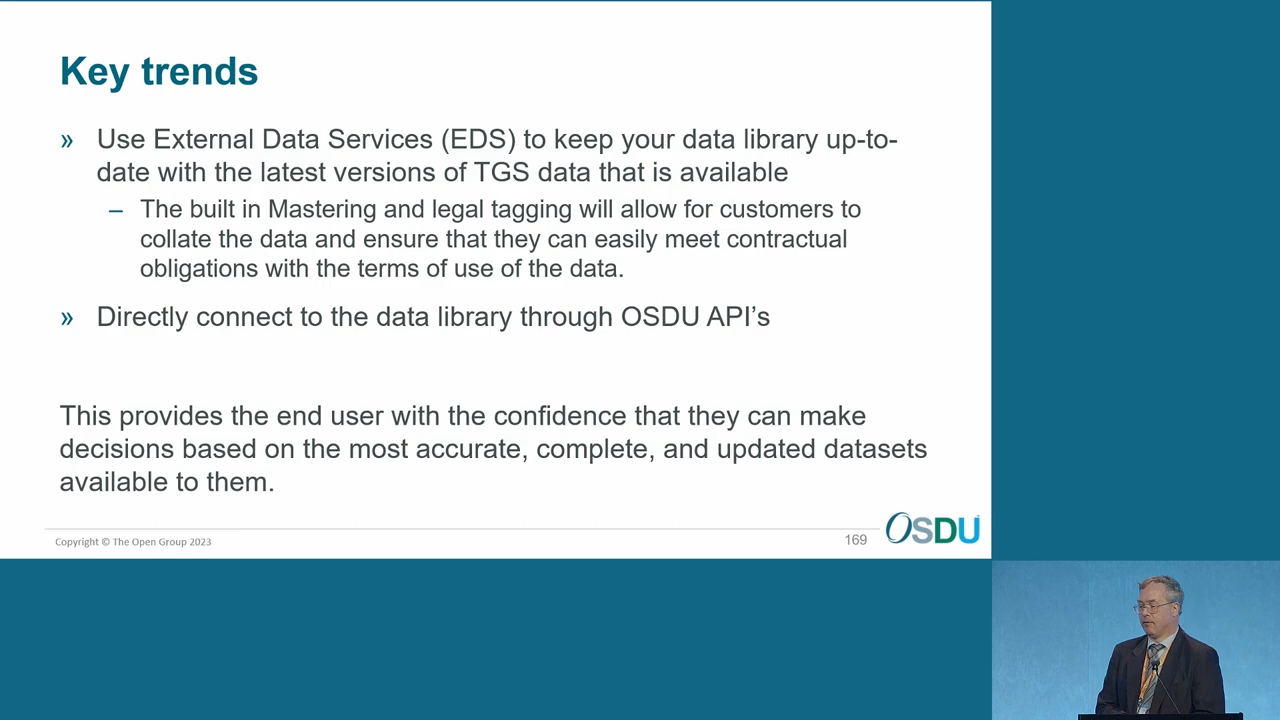 Key trends
» Use External Data Services (EDS) to keep your data library up-to-
date with the latest versions of TGS data that is available
– The built in Mastering and legal tagging will allow for customers to
collate the data and ensure that they can easily meet contractual
obligations with the terms of use of the data.
» Directly connect to the data library through OSDU API’s
This provides the end user with the confidence that they can make
decisions based on the most accurate, complete, and updated datasets
available to them.
Copyright © The Open Group 2023
169
OSDU